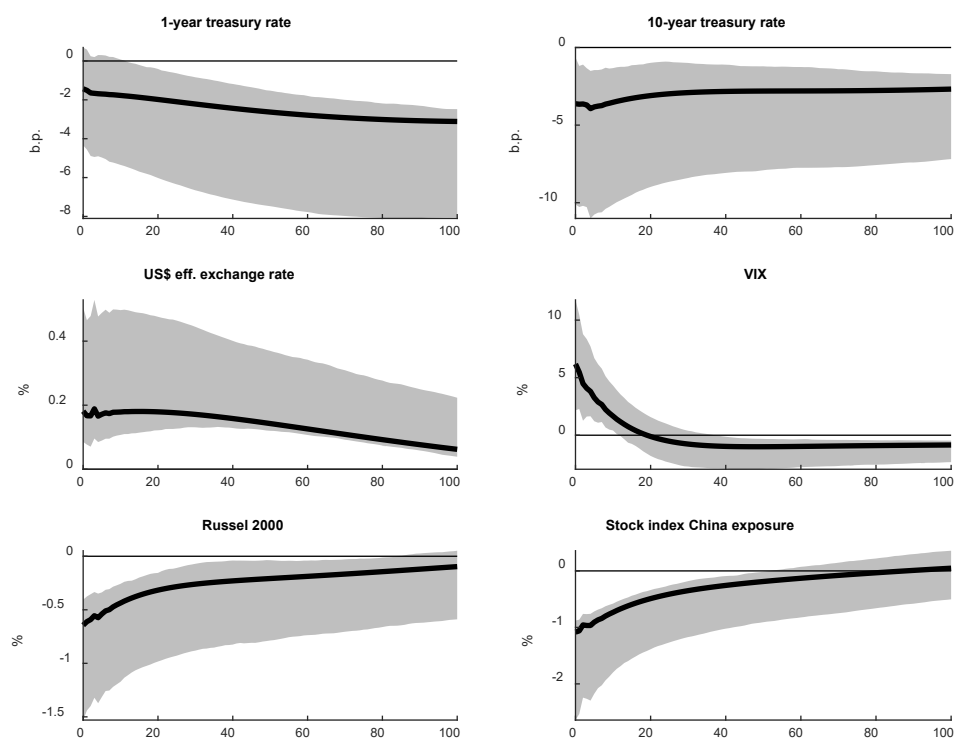 1-year treasury rate
10-year treasury rate
0
-2
-4
-6
-8
b.p.
0 20 40 60 80 100
0
-5
-10
b.p.
0 20 40 60 80 100
US$ eff. exchange rate
VIX
0.4
0.2
0
%
0 20 40 60 80 100
10
5
0
%
0 20 40 60 80 100
Russel 2000
Stock index China exposure
0
-0.5
-1
-1.5
%
0 20 40 60 80 100
0
-1
-2
%
0 20 40 60 80 100